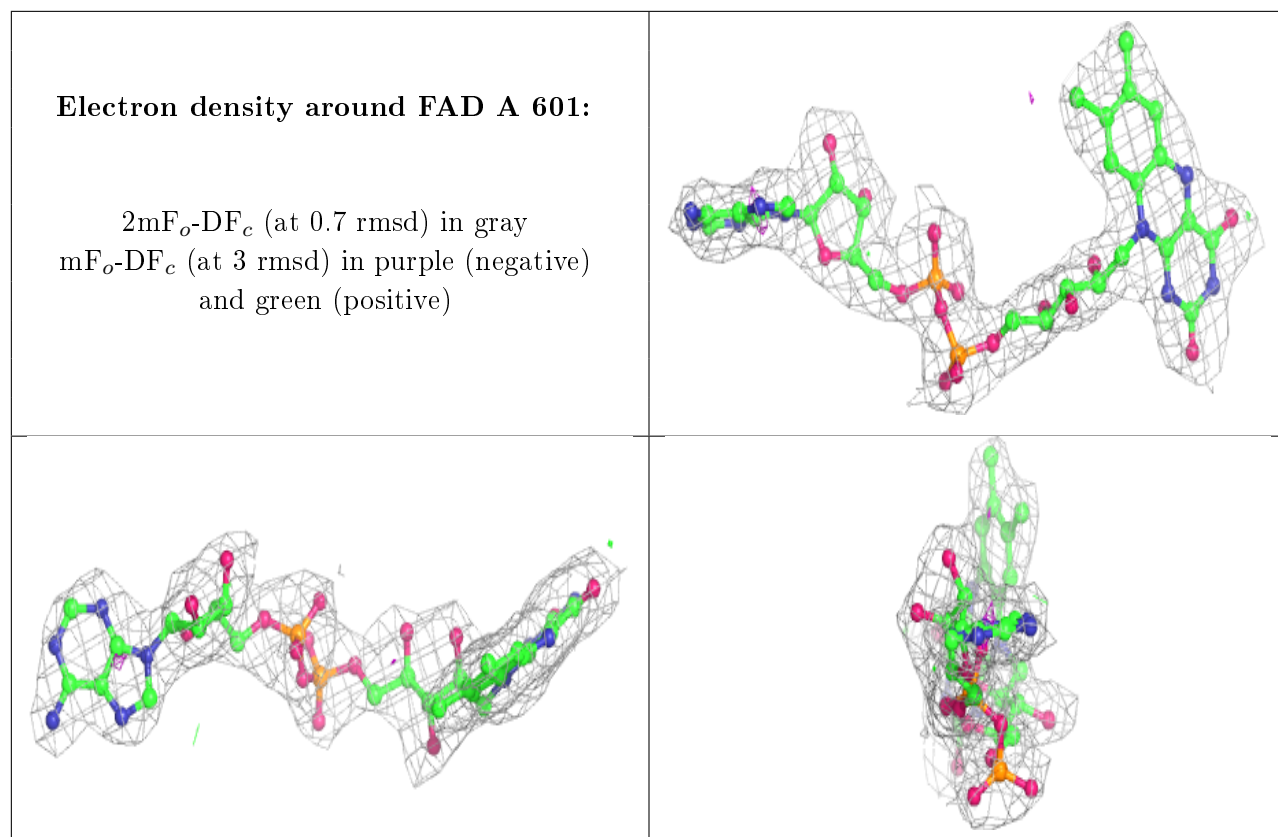 Electron density around FAD A 601:
2mFₒ-DF𝒸 (at 0.7 rmsd) in gray
mFₒ-DF𝒸 (at 3 rmsd) in purple (negative)
and green (positive)